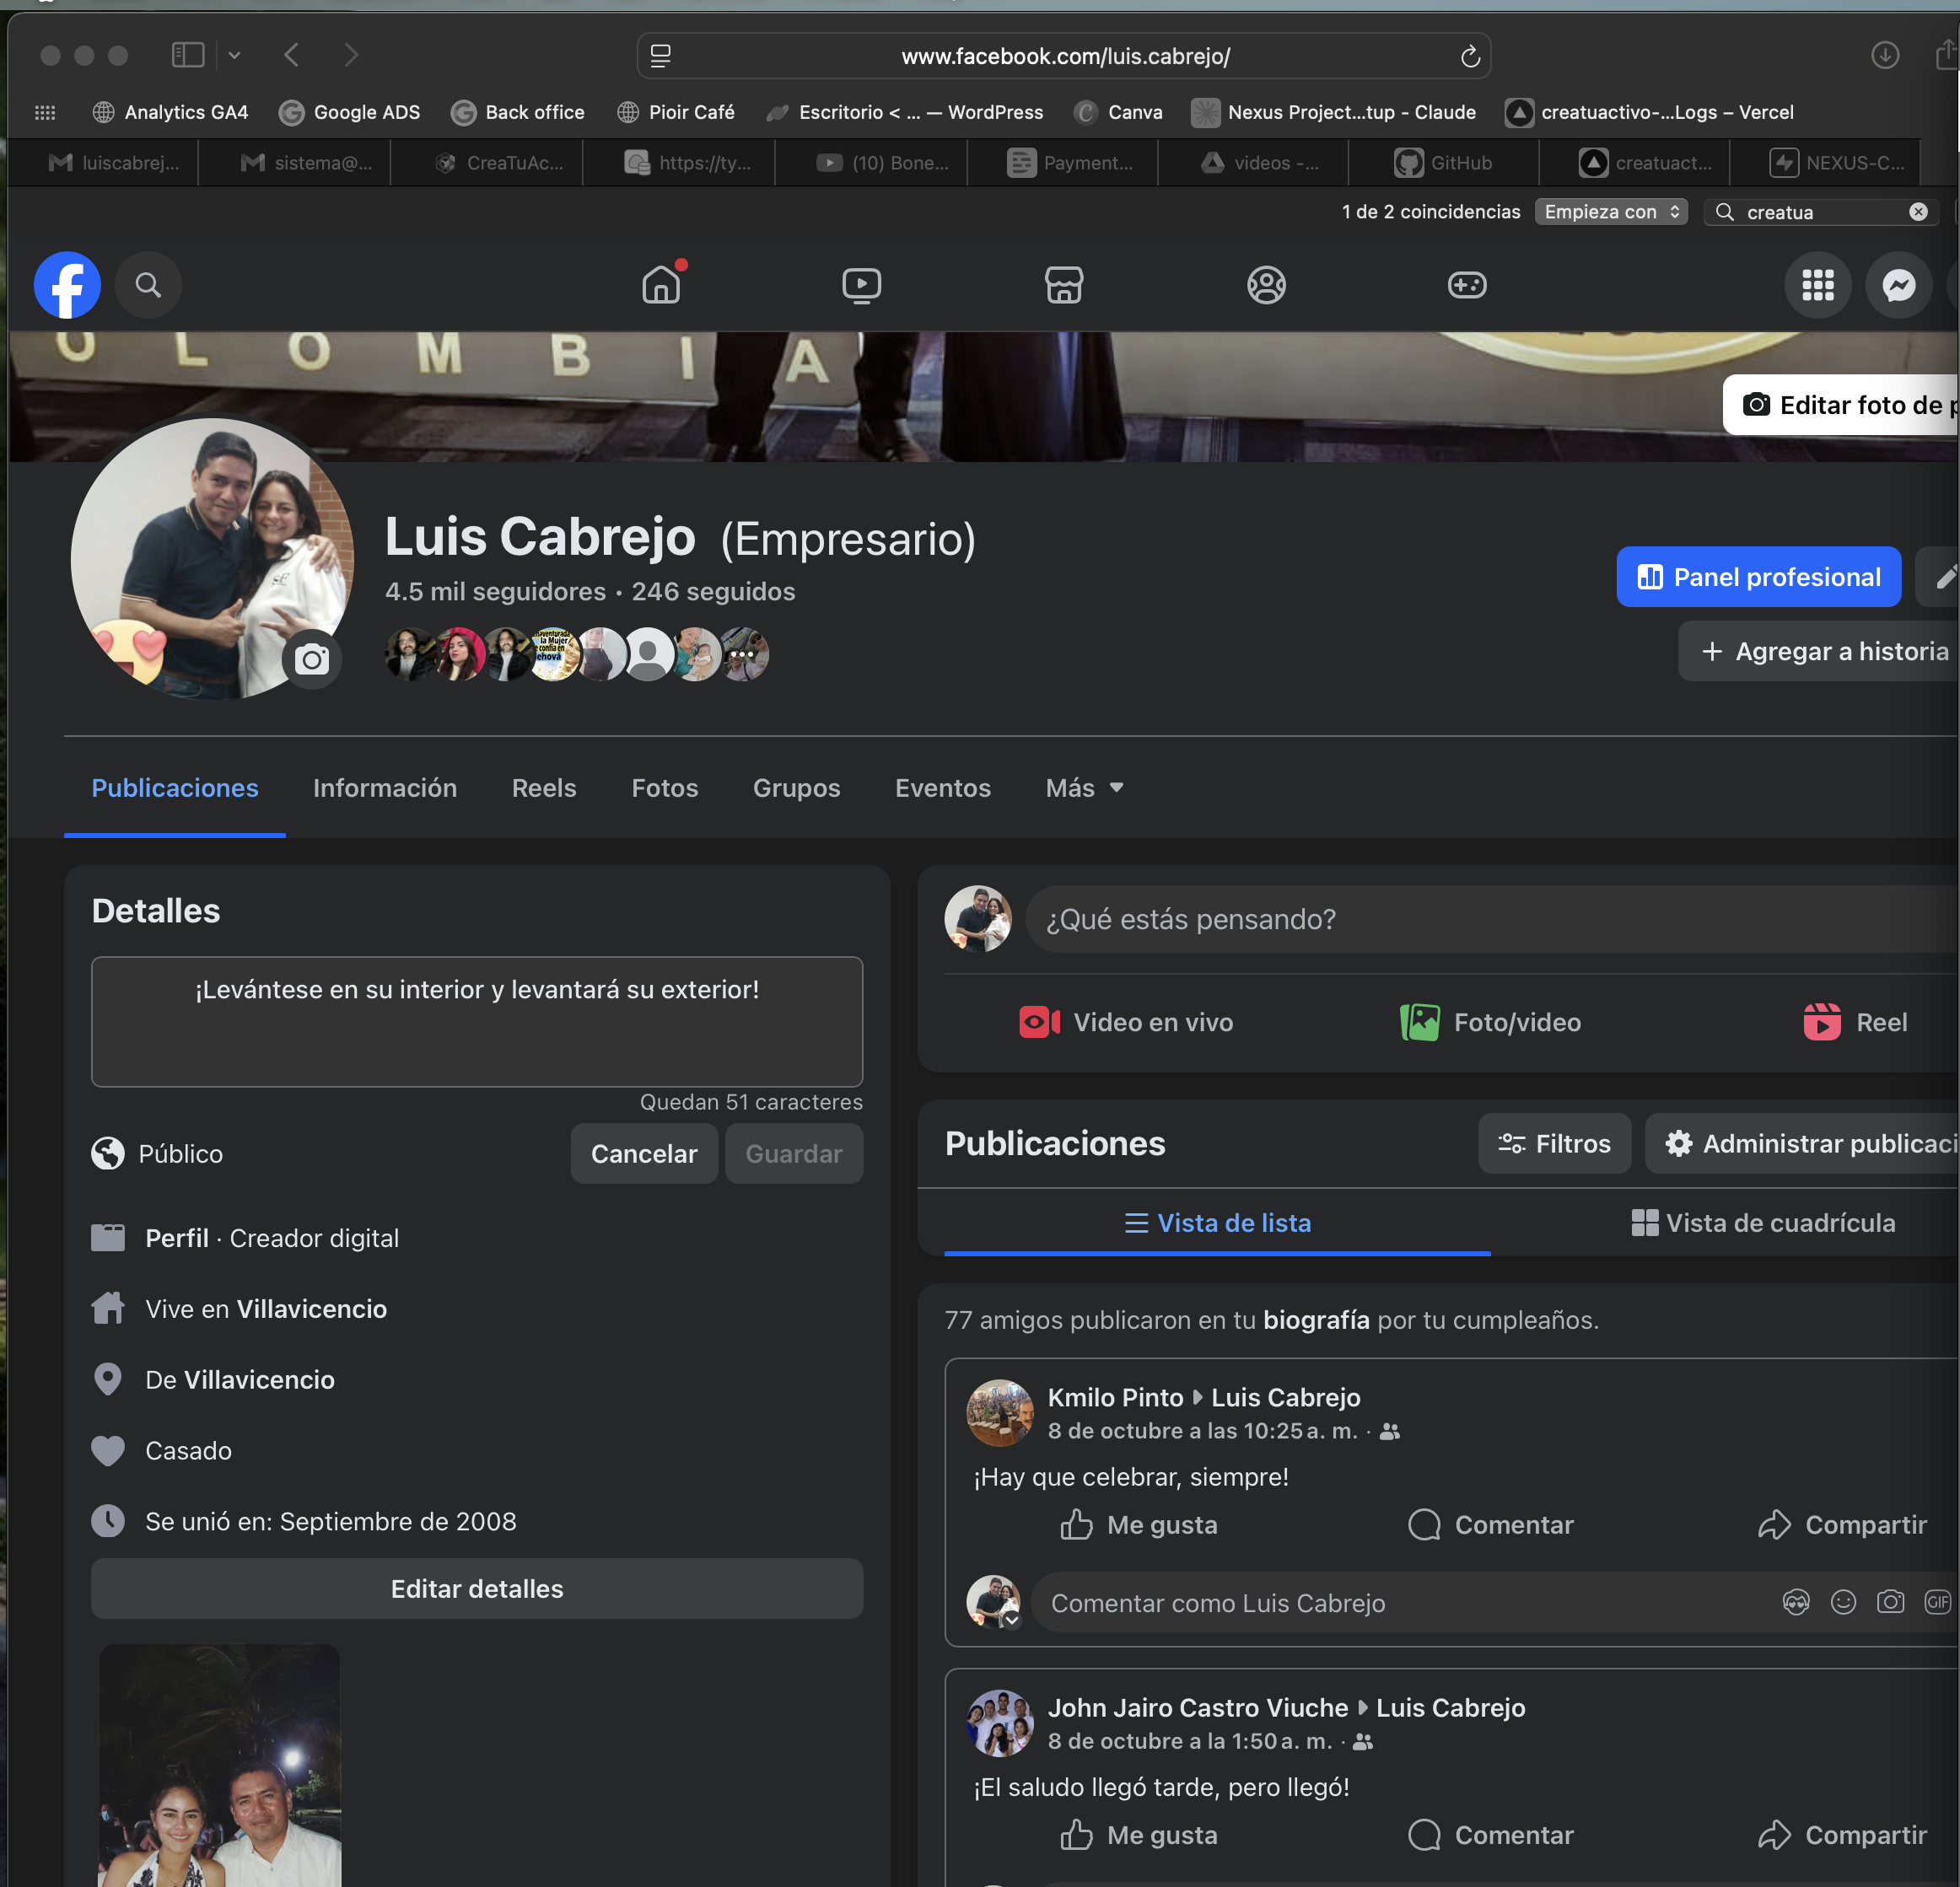 www.facebook.com/luis.cabrejo/
Analytics GA4
Google ADS
Back office
Pioir Café
Escritorio < ... — WordPress
Canva
Nexus Project...tup - Claude
creatuactivo-...Logs – Vercel
luiscabrej...
sistema@...
CreaTuAc...
https://ty...
(10) Bone...
Payment...
videos -...
GitHub
creatuact...
NEXUS-C...
1 de 2 coincidencias
Empieza con
creatua
OLOMBIA
Editar foto de p
Luis Cabrejo (Empresario)
4.5 mil seguidores • 246 seguidos
Panel profesional
+ Agregar a historia
Publicaciones
Información
Reels
Fotos
Grupos
Eventos
Más
Detalles
¡Levántese en su interior y levantará su exterior!
Quedan 51 caracteres
Público
Cancelar
Guardar
Perfil · Creador digital
Vive en Villavicencio
De Villavicencio
Casado
Se unió en: Septiembre de 2008
Editar detalles
¿Qué estás pensando?
Video en vivo
Foto/video
Reel
Publicaciones
Filtros
Administrar publicaci
Vista de lista
Vista de cuadrícula
77 amigos publicaron en tu biografía por tu cumpleaños.
Kmilo Pinto ▸ Luis Cabrejo
8 de octubre a las 10:25 a. m. ·
¡Hay que celebrar, siempre!
Me gusta
Comentar
Compartir
Comentar como Luis Cabrejo
GIF
John Jairo Castro Viuche ▸ Luis Cabrejo
8 de octubre a la 1:50 a. m. ·
¡El saludo llegó tarde, pero llegó!
Me gusta
Comentar
Compartir